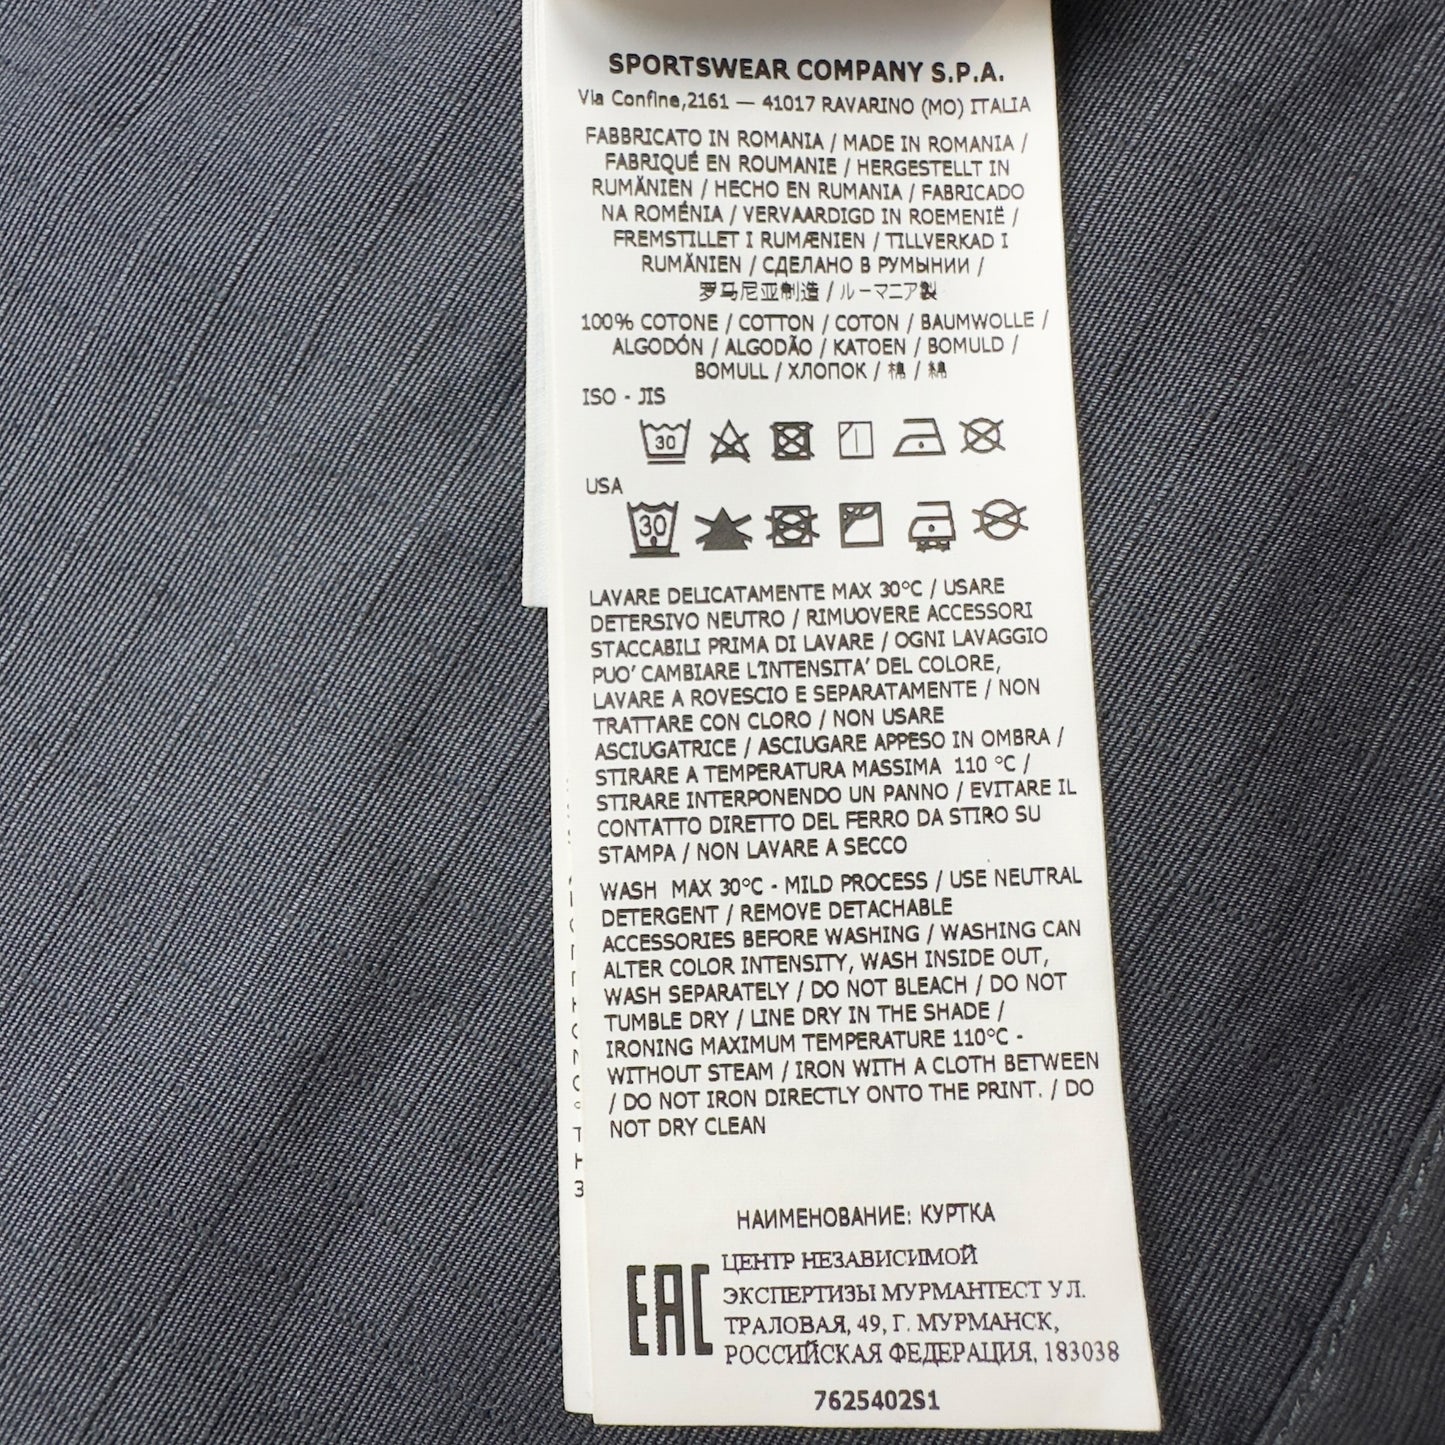 SPORTSWEAR COMPANY S.P.A.
Via Confine,2161 — 41017 RAVARINO (MO) ITALIA
FABBRICATO IN ROMANIA / MADE IN ROMANIA /
FABRIQUÉ EN ROUMANIE / HERGESTELLT IN
RUMÄNIEN / HECHO EN RUMANIA / FABRICADO
NA ROMÉNIA / VERVAARDIGD IN ROEMENIË /
FREMSTILLET I RUMÆNIEN / TILLVERKAD I
RUMÄNIEN / СДЕЛАНО В РУМЫНИИ /
罗马尼亚制造 / ルーマニア製
100% COTONE / COTTON / COTON / BAUMWOLLE /
ALGODÓN / ALGODÃO / KATOEN / BOMULD /
BOMULL / ХЛОПОК / 棉 / 綿
ISO - JIS
30
USA
30
LAVARE DELICATAMENTE MAX 30°C / USARE
DETERSIVO NEUTRO / RIMUOVERE ACCESSORI
STACCABILI PRIMA DI LAVARE / OGNI LAVAGGIO
PUO' CAMBIARE L'INTENSITA' DEL COLORE,
LAVARE A ROVESCIO E SEPARATAMENTE / NON
TRATTARE CON CLORO / NON USARE
ASCIUGATRICE / ASCIUGARE APPESO IN OMBRA /
STIRARE A TEMPERATURA MASSIMA 110 °C /
STIRARE INTERPONENDO UN PANNO / EVITARE IL
CONTATTO DIRETTO DEL FERRO DA STIRO SU
STAMPA / NON LAVARE A SECCO
WASH MAX 30°C - MILD PROCESS / USE NEUTRAL
DETERGENT / REMOVE DETACHABLE
ACCESSORIES BEFORE WASHING / WASHING CAN
ALTER COLOR INTENSITY, WASH INSIDE OUT,
WASH SEPARATELY / DO NOT BLEACH / DO NOT
TUMBLE DRY / LINE DRY IN THE SHADE /
IRONING MAXIMUM TEMPERATURE 110°C -
WITHOUT STEAM / IRON WITH A CLOTH BETWEEN
/ DO NOT IRON DIRECTLY ONTO THE PRINT. / DO
NOT DRY CLEAN
НАИМЕНОВАНИЕ: КУРТКА
EAC
ЦЕНТР НЕЗАВИСИМОЙ
ЭКСПЕРТИЗЫ МУРМАНТЕСТ УЛ.
ТРАЛОВАЯ, 49, Г. МУРМАНСК,
РОССИЙСКАЯ ФЕДЕРАЦИЯ, 183038
7625402S1